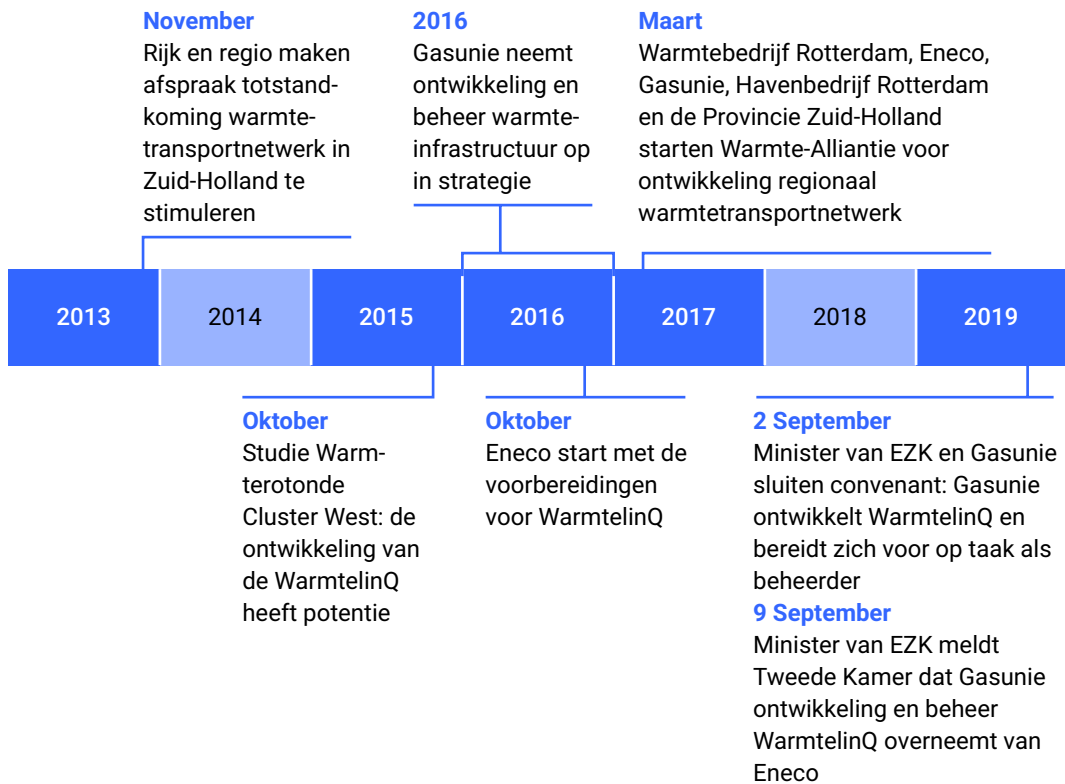 November
Rijk en regio maken
afspraak totstand-
koming warmte-
transportnetwerk in
Zuid-Holland te
stimuleren
2016
Gasunie neemt
ontwikkeling en
beheer warmte-
infrastructuur op
in strategie
Maart
Warmtebedrijf Rotterdam, Eneco,
Gasunie, Havenbedrijf Rotterdam
en de Provincie Zuid-Holland
starten Warmte-Alliantie voor
ontwikkeling regionaal
warmtetransportnetwerk
2013 2014 2015 2016 2017 2018 2019
Oktober
Studie Warm-
terotonde
Cluster West: de
ontwikkeling van
de WarmtelinQ
heeft potentie
Oktober
Eneco start met de
voorbereidingen
voor WarmtelinQ
2 September
Minister van EZK en Gasunie
sluiten convenant: Gasunie
ontwikkelt WarmtelinQ en
bereidt zich voor op taak als
beheerder
9 September
Minister van EZK meldt
Tweede Kamer dat Gasunie
ontwikkeling en beheer
WarmtelinQ overneemt van
Eneco